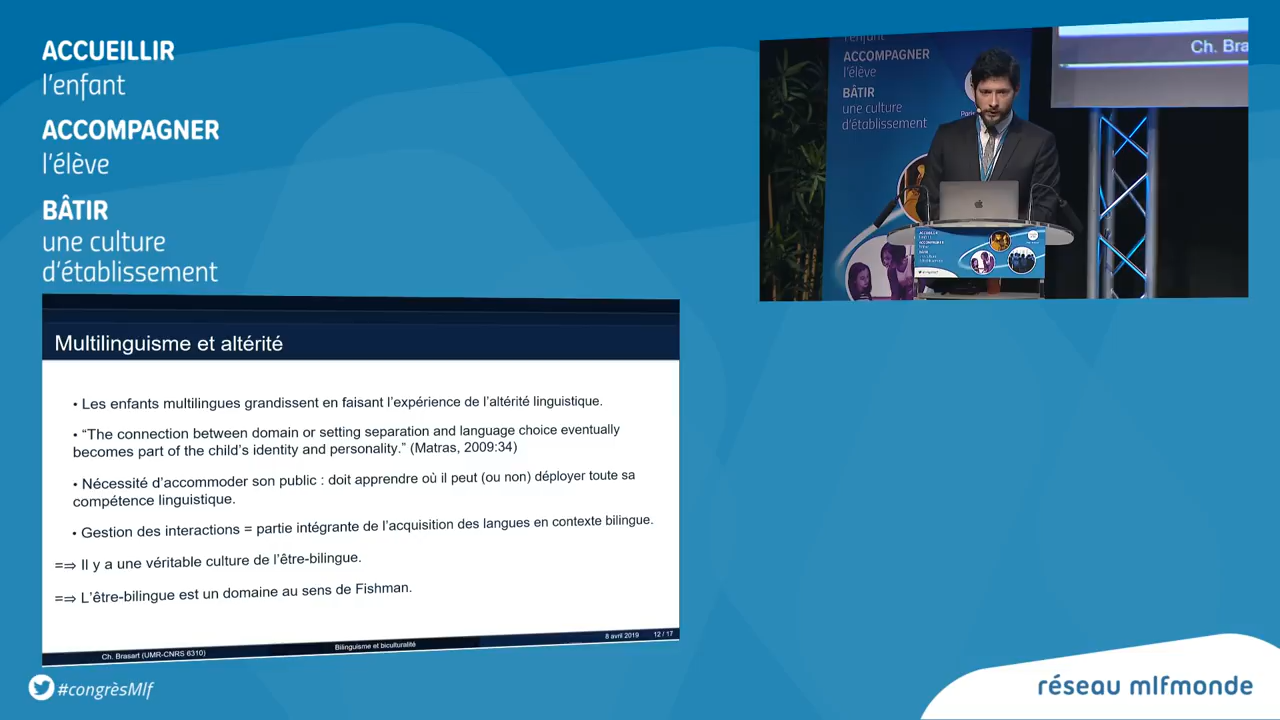 ACCUEILLIR
l'enfant
ACCOMPAGNER
l'élève
BÂTIR
une culture
d'établissement
l'enfant
ACCOMPAGNER
l'élève
BÂTIR
une culture
d'établissement
Ch. Bra
Multilinguisme et altérité
• Les enfants multilingues grandissent en faisant l'expérience de l'altérité linguistique.
• “The connection between domain or setting separation and language choice eventually
becomes part of the child's identity and personality.” (Matras, 2009:34)
• Nécessité d'accommoder son public : doit apprendre où il peut (ou non) déployer toute sa
compétence linguistique.
• Gestion des interactions = partie intégrante de l'acquisition des langues en contexte bilingue.
=⇒ Il y a une véritable culture de l'être-bilingue.
=⇒ L'être-bilingue est un domaine au sens de Fishman.
Ch. Brasart (UMR-CNRS 6310) Bilinguisme et biculturalité 8 avril 2019 12 / 17
#congrèsMlf
réseau mlfmonde